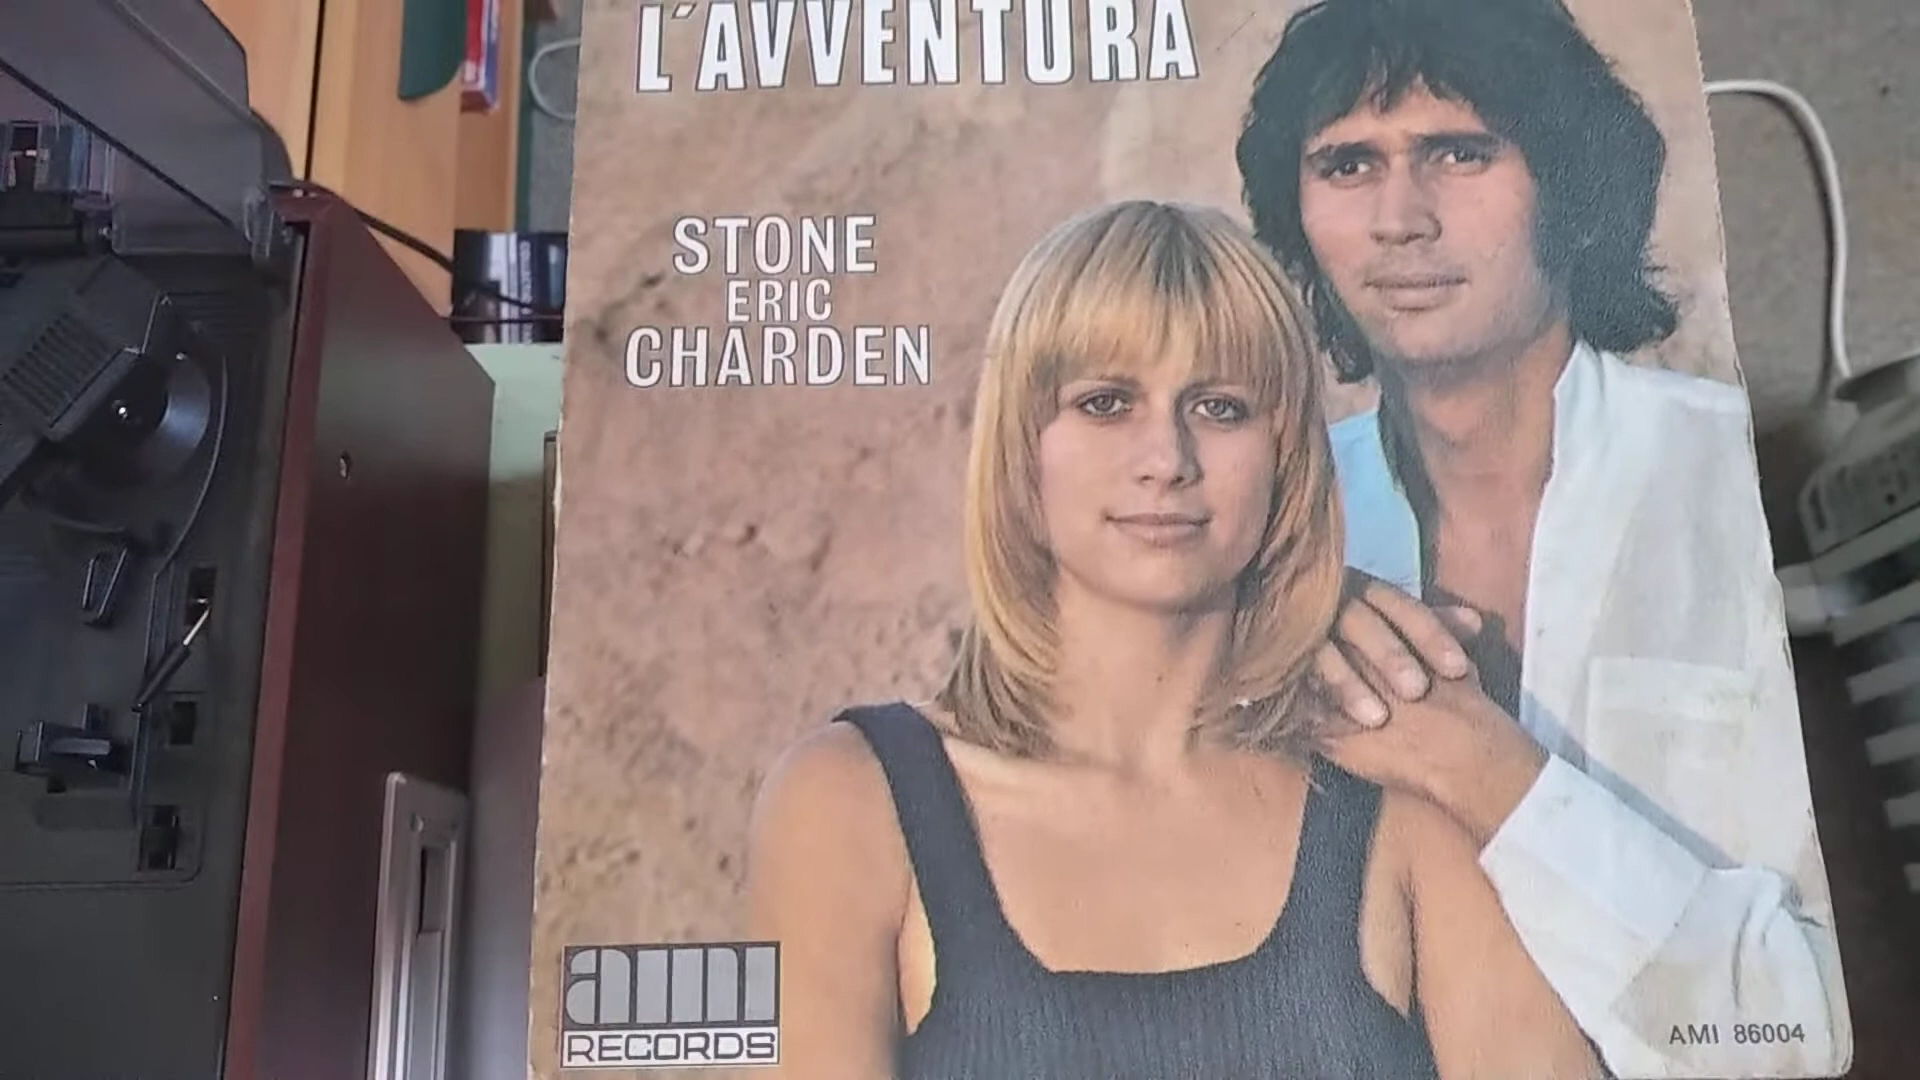 L'AVVENTURA
STONE
ERIC
CHARDEN
ami
RECORDS
AMI 86004